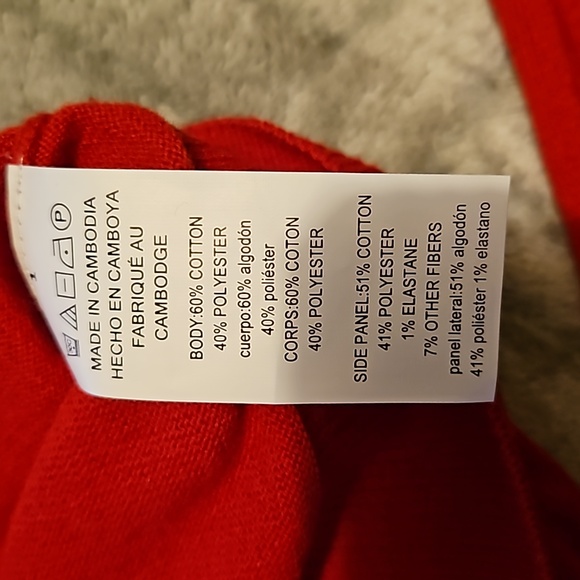 MADE IN CAMBODIA
HECHO EN CAMBOYA
FABRIQUÉ AU
CAMBODGE
BODY:60% COTTON
40% POLYESTER
cuerpo:60% algodón
40% poliéster
CORPS:60% COTON
40% POLYESTER
SIDE PANEL:51% COTTON
41% POLYESTER
1% ELASTANE
7% OTHER FIBERS
panel lateral:51% algodón
41% poliéster 1% elastano